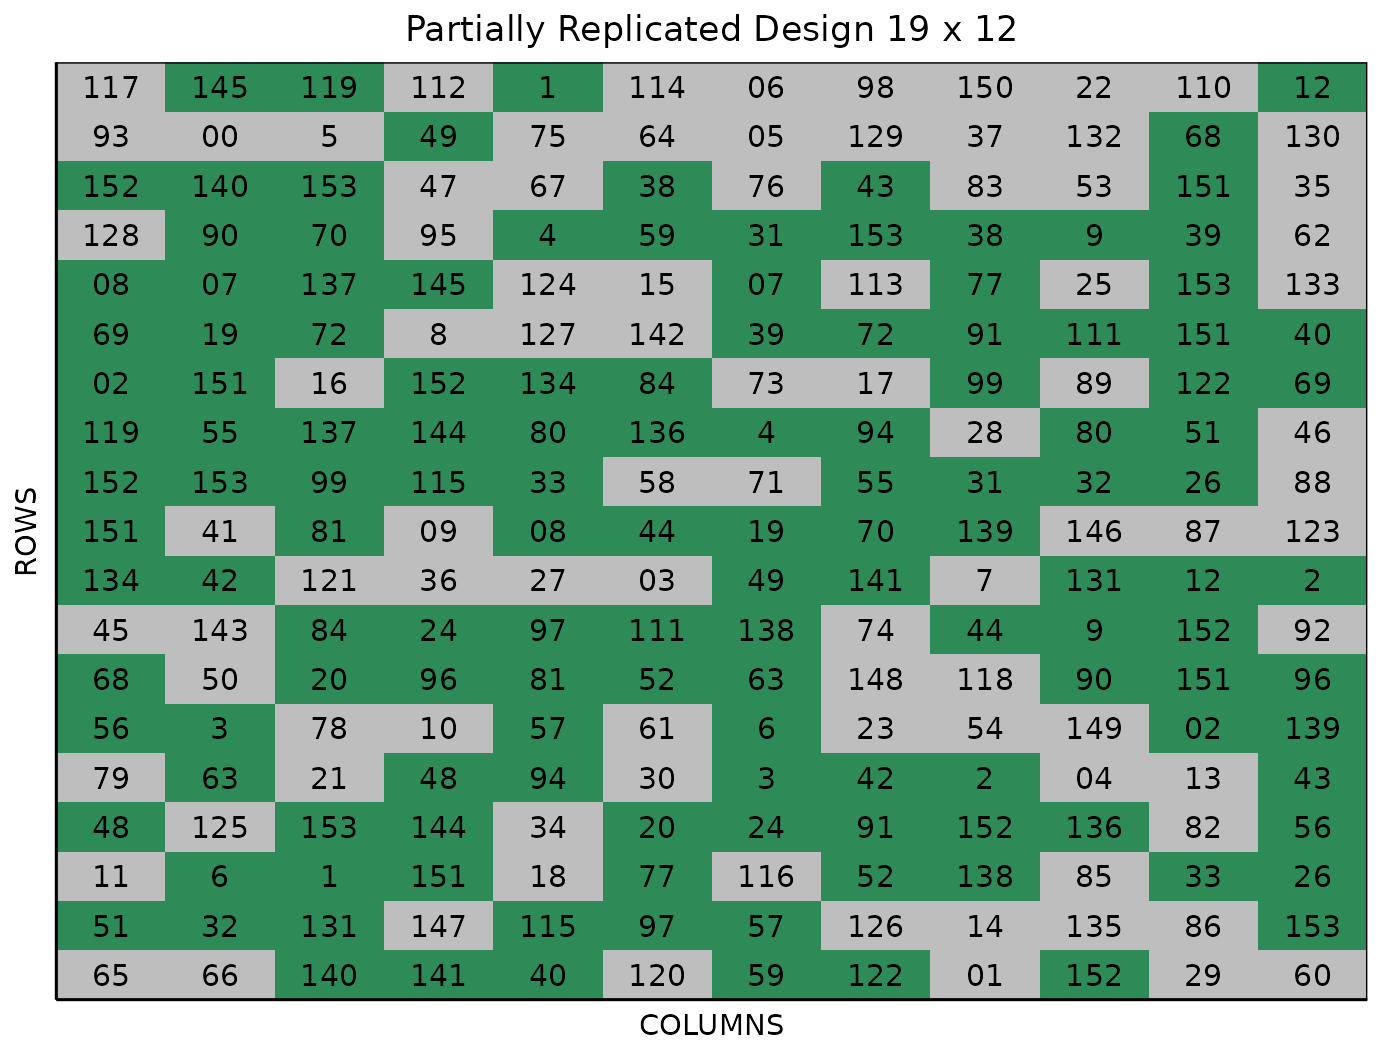 Partially Replicated Design 19 x 12
117 145 119 112 1 114 06 98 150 22 110 12
93 00 5 49 75 64 05 129 37 132 68 130
152 140 153 47 67 38 76 43 83 53 151 35
128 90 70 95 4 59 31 153 38 9 39 62
08 07 137 145 124 15 07 113 77 25 153 133
69 19 72 8 127 142 39 72 91 111 151 40
02 151 16 152 134 84 73 17 99 89 122 69
119 55 137 144 80 136 4 94 28 80 51 46
152 153 99 115 33 58 71 55 31 32 26 88
151 41 81 09 08 44 19 70 139 146 87 123
134 42 121 36 27 03 49 141 7 131 12 2
45 143 84 24 97 111 138 74 44 9 152 92
68 50 20 96 81 52 63 148 118 90 151 96
56 3 78 10 57 61 6 23 54 149 02 139
79 63 21 48 94 30 3 42 2 04 13 43
48 125 153 144 34 20 24 91 152 136 82 56
11 6 1 151 18 77 116 52 138 85 33 26
51 32 131 147 115 97 57 126 14 135 86 153
65 66 140 141 40 120 59 122 01 152 29 60
ROWS
COLUMNS